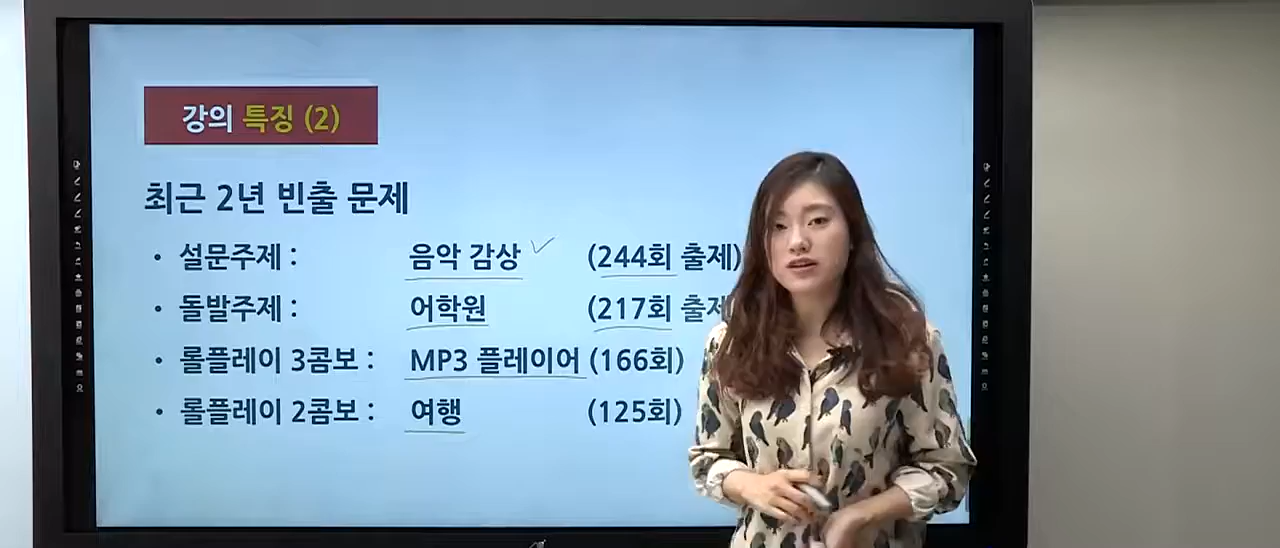 강의 특징 (2)
최근 2년 빈출 문제
• 설문주제 : 음악 감상 (244회 출제)
• 돌발주제 : 어학원 (217회 출제
• 롤플레이 3콤보 : MP3 플레이어 (166회)
• 롤플레이 2콤보 : 여행 (125회)